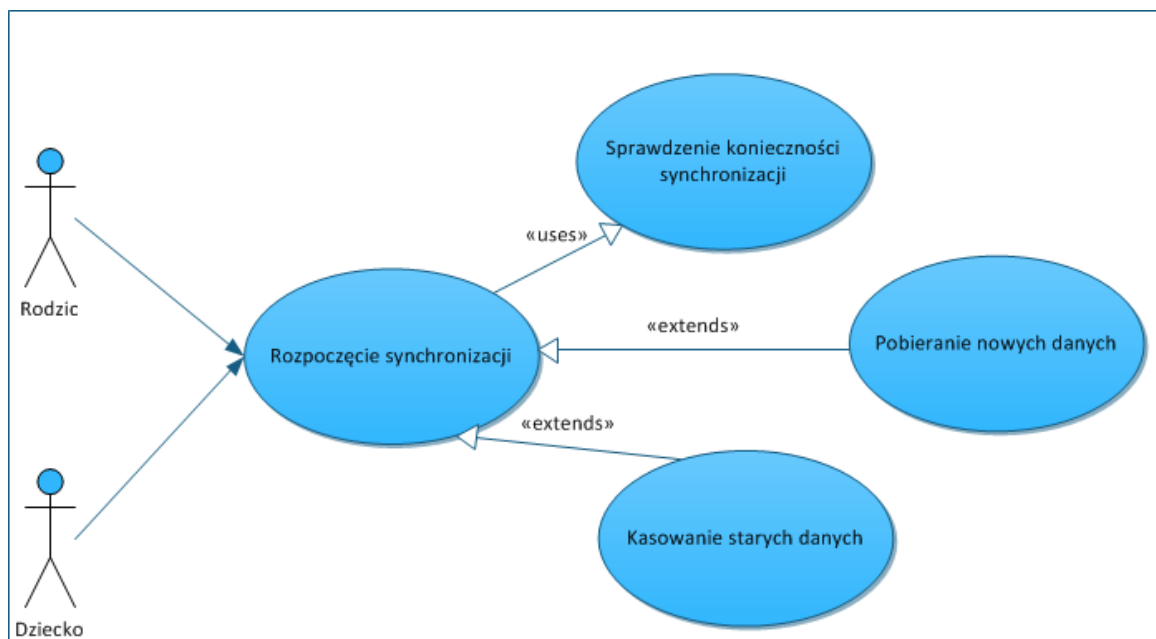 Sprawdzenie konieczności
synchronizacji
«uses»
Rodzic
«extends»
Rozpoczęcie synchronizacji
Pobieranie nowych danych
«extends»
Kasowanie starych danych
Dziecko